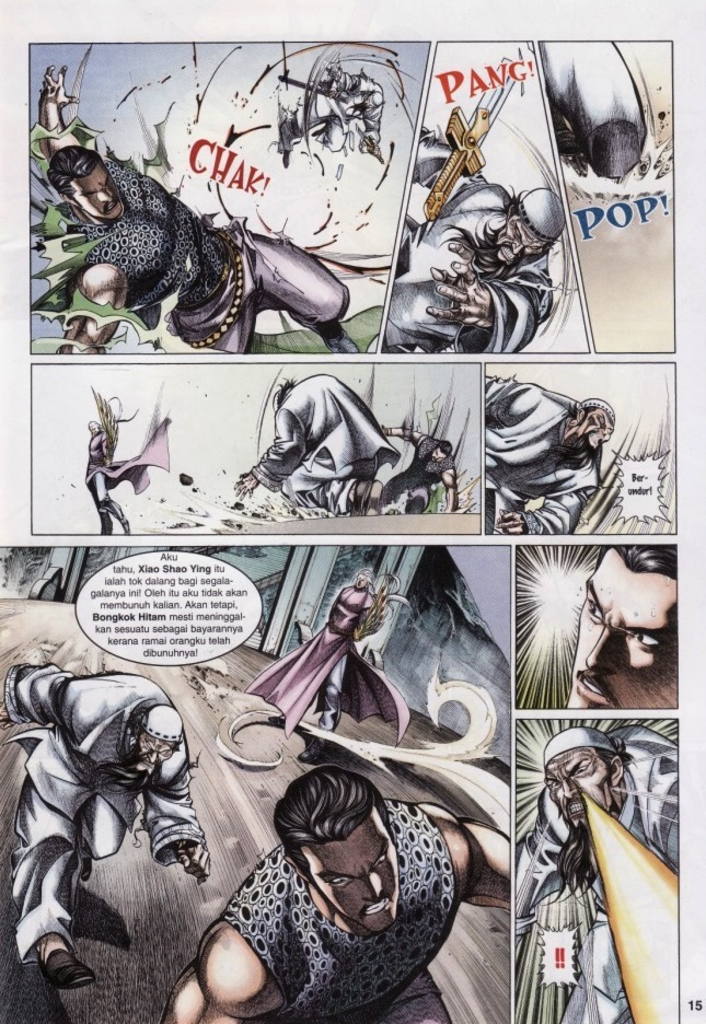 CHAK!
PANG!
POP!
Ber-
undur!
Aku
tahu, Xiao Shao Ying itu
ialah tok dalang bagi segala-
galanya ini! Oleh itu aku tidak akan
membunuh kalian. Akan tetapi,
Bongkok Hitam mesti meninggal-
kan sesuatu sebagai bayarannya
kerana ramai orangku telah
dibunuhnya!
!!
15